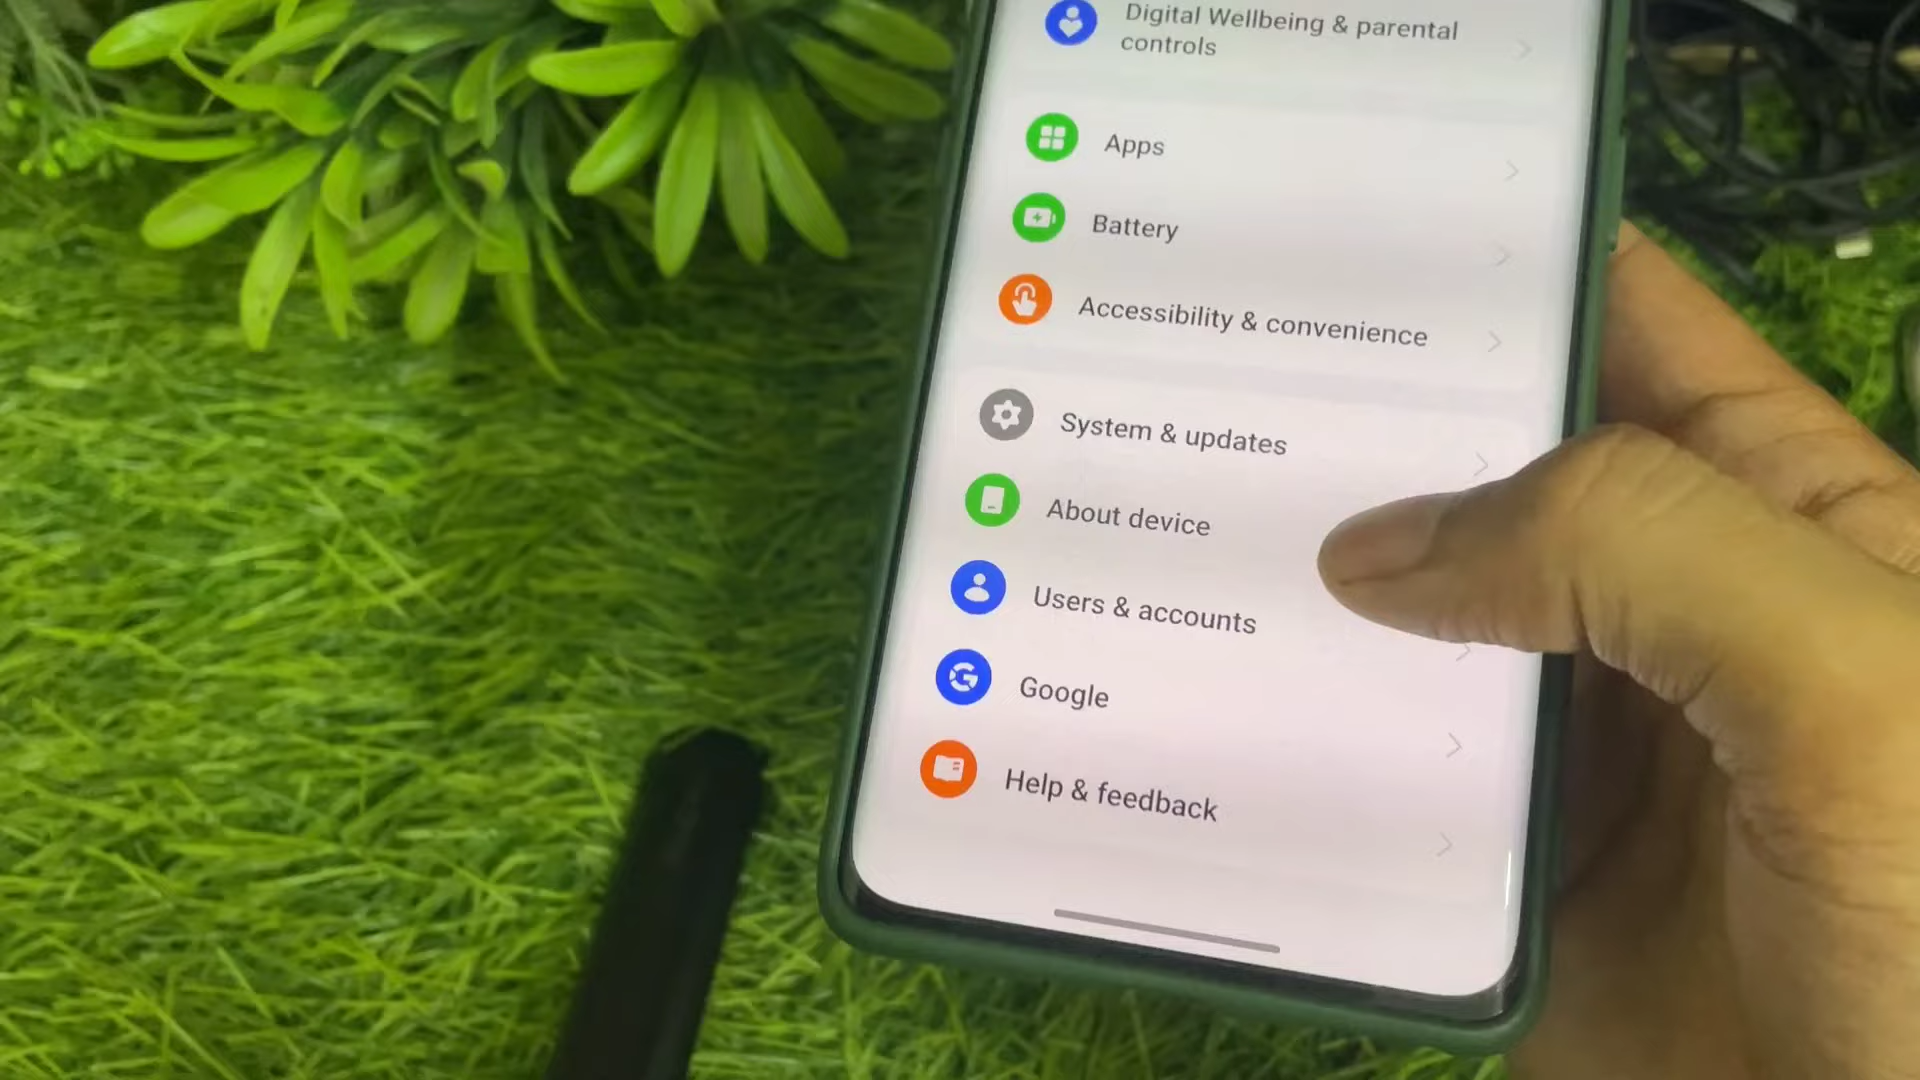 Digital Wellbeing & parental
controls
Apps
Battery
Accessibility & convenience
System & updates
About device
Users & accounts
Google
Help & feedback